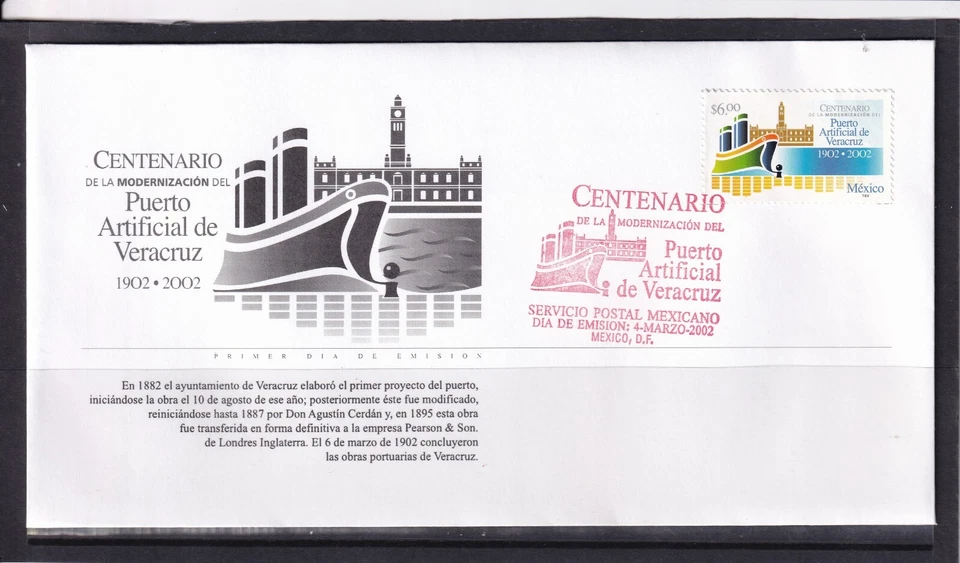 CENTENARIO
DE LA MODERNIZACIÓN DEL
Puerto
Artificial de
Veracruz
1902 • 2002
$6.00
CENTENARIO
DE LA MODERNIZACIÓN DEL
Puerto
Artificial de
Veracruz
1902 • 2002
México
CENTENARIO
DE LA MODERNIZACIÓN DEL
Puerto
Artificial
de Veracruz
SERVICIO POSTAL MEXICANO
DIA DE EMISION: 4-MARZO-2002
MEXICO, D.F.
PRIMER DIA DE EMISION
En 1882 el ayuntamiento de Veracruz elaboró el primer proyecto del puerto,
iniciándose la obra el 10 de agosto de ese año; posteriormente éste fue modificado,
reiniciándose hasta 1887 por Don Agustín Cerdán y, en 1895 esta obra
fue transferida en forma definitiva a la empresa Pearson & Son.
de Londres Inglaterra. El 6 de marzo de 1902 concluyeron
las obras portuarias de Veracruz.